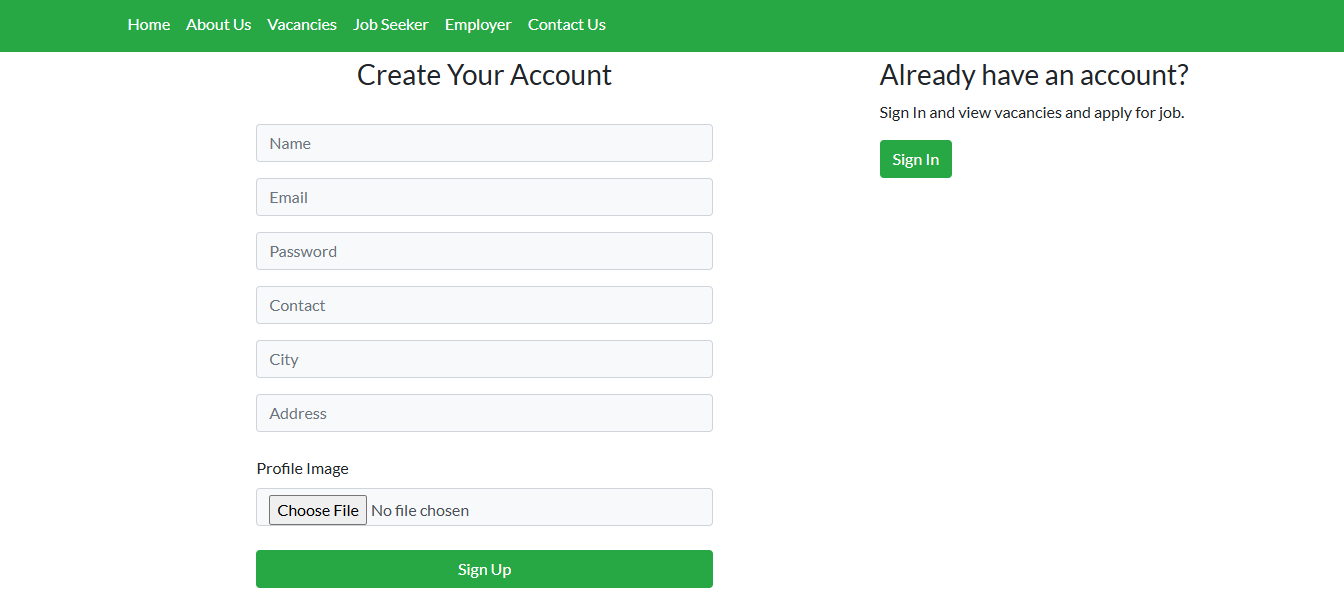 Home About Us Vacancies Job Seeker Employer Contact Us
Create Your Account
Name
Email
Password
Contact
City
Address
Profile Image
Choose File No file chosen
Sign Up
Already have an account?
Sign In and view vacancies and apply for job.
Sign In